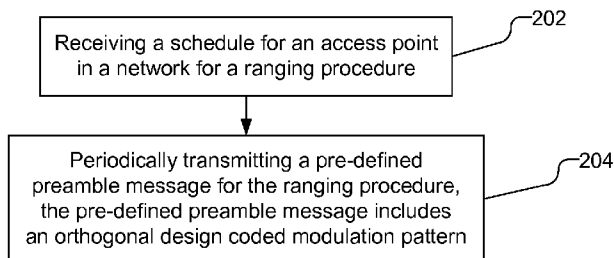 Receiving a schedule for an access point
in a network for a ranging procedure
202
Periodically transmitting a pre-defined
preamble message for the ranging procedure,
the pre-defined preamble message includes
an orthogonal design coded modulation pattern
204